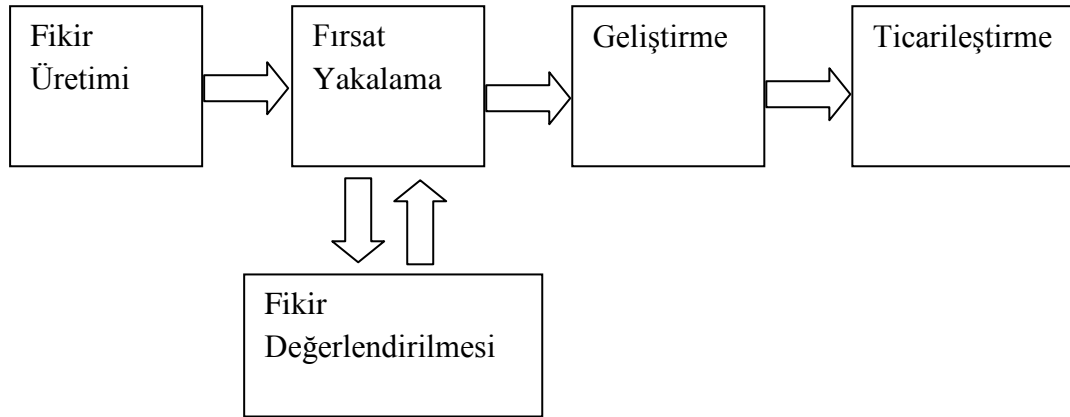 Fikir
Üretimi
Fırsat
Yakalama
Geliştirme
Ticarileştirme
Fikir
Değerlendirilmesi